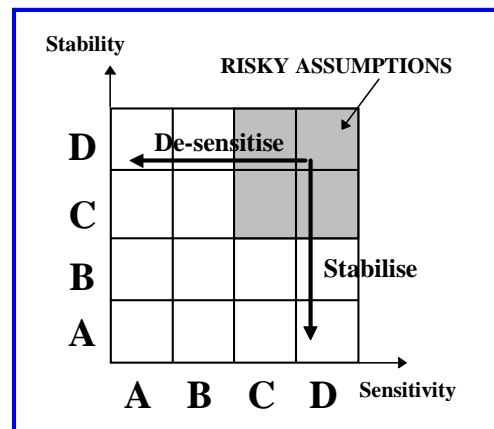 Stability
RISKY ASSUMPTIONS
D
De-sensitise
C
B
Stabilise
A
A B C D
Sensitivity